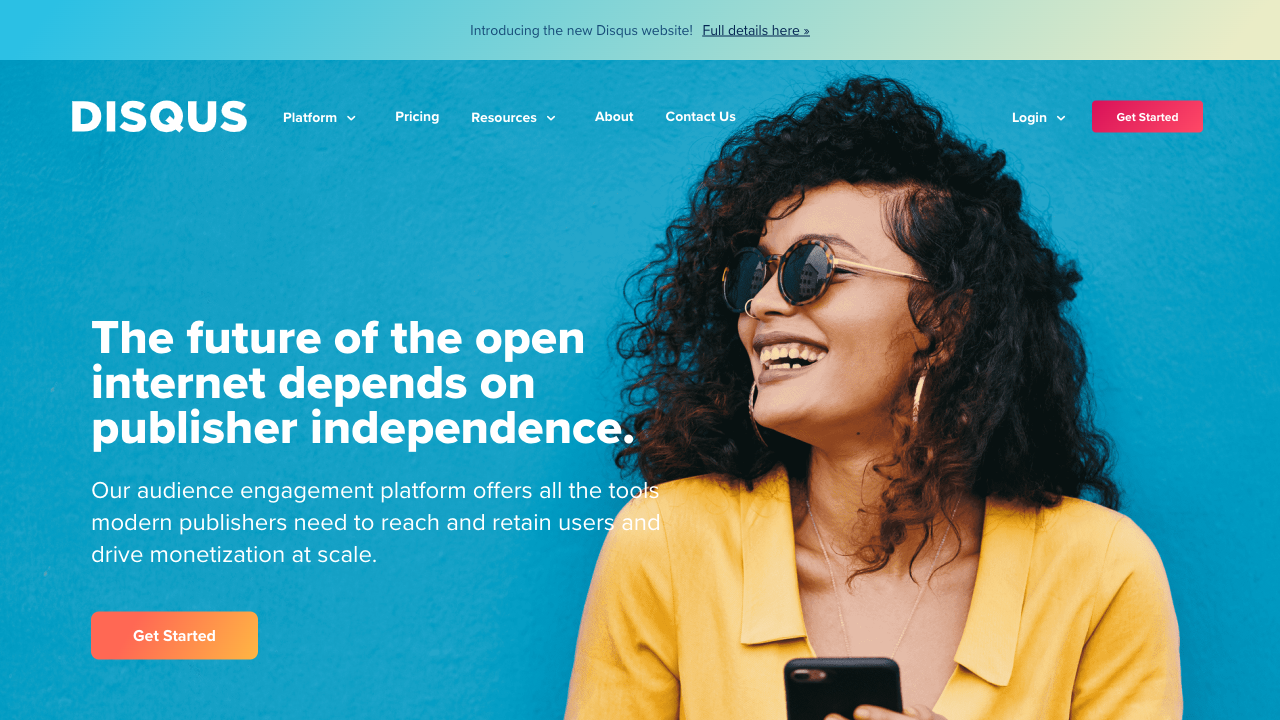 Introducing the new Disqus website! Full details here »
DISQUS Platform Pricing Resources About Contact Us Login Get Started
The future of the open
internet depends on
publisher independence.
Our audience engagement platform offers all the tools
modern publishers need to reach and retain users and
drive monetization at scale.
Get Started